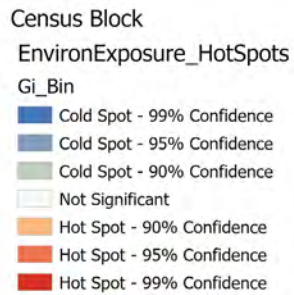 Census Block
EnvironExposure_HotSpots
Gi_Bin
Cold Spot - 99% Confidence
Cold Spot - 95% Confidence
Cold Spot - 90% Confidence
Not Significant
Hot Spot - 90% Confidence
Hot Spot - 95% Confidence
Hot Spot - 99% Confidence